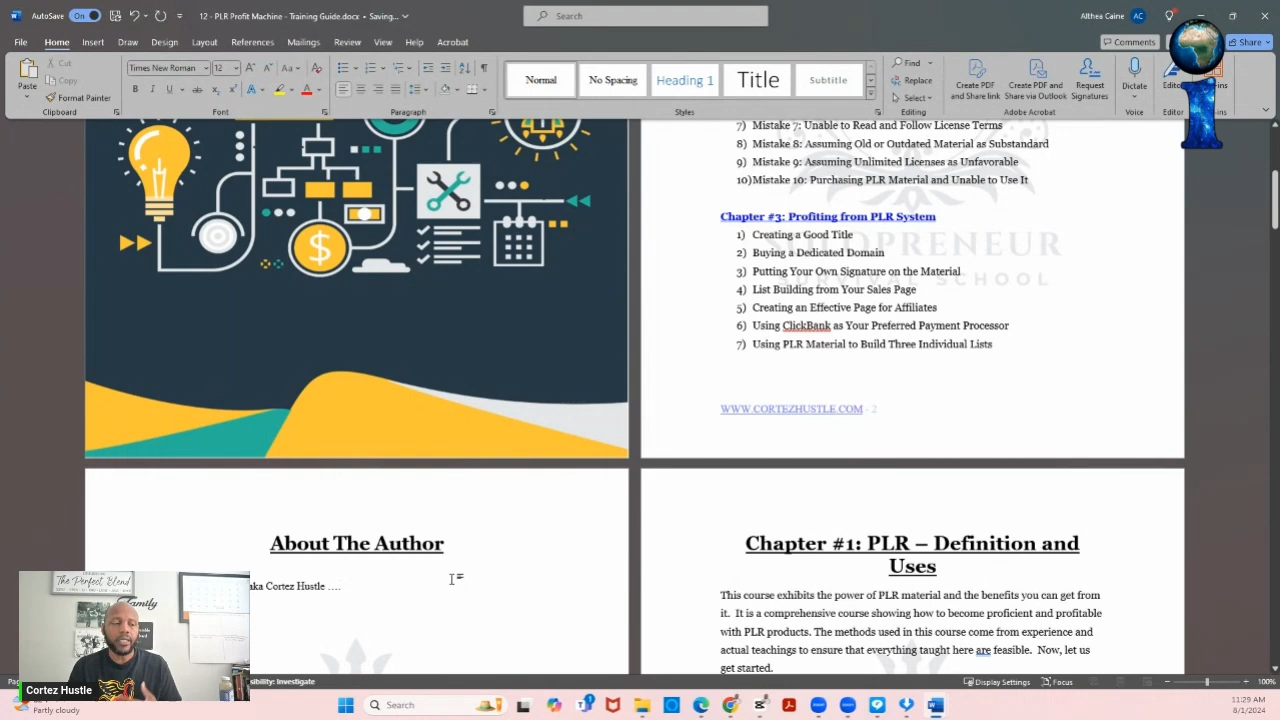 AutoSave On 12 - PLR Profit Machine - Training Guide.docx • Saving... Search Althea Caine AC
File Home Insert Draw Design Layout References Mailings Review View Help Acrobat Comments Share
Paste
Cut
Copy
Format Painter
Clipboard
Times New Roman 12
Font
Paragraph
Normal No Spacing Heading 1 Title Subtitle
Styles
Find
Replace
Select
Editing
Create PDF and Share link
Create PDF and Share via Outlook
Request Signatures
Adobe Acrobat
Dictate
Voice
Editor
7) Mistake 7: Unable to Read and Follow License Terms
8) Mistake 8: Assuming Old or Outdated Material as Substandard
9) Mistake 9: Assuming Unlimited Licenses as Unfavorable
10)Mistake 10: Purchasing PLR Material and Unable to Use It
Chapter #3: Profiting from PLR System
1) Creating a Good Title
2) Buying a Dedicated Domain
3) Putting Your Own Signature on the Material
4) List Building from Your Sales Page
5) Creating an Effective Page for Affiliates
6) Using ClickBank as Your Preferred Payment Processor
7) Using PLR Material to Build Three Individual Lists
WWW.CORTEZHUSTLE.COM - 2
About The Author
aka Cortez Hustle ....
Chapter #1: PLR – Definition and
Uses
This course exhibits the power of PLR material and the benefits you can get from
it. It is a comprehensive course showing how to become proficient and profitable
with PLR products. The methods used in this course come from experience and
actual teachings to ensure that everything taught here are feasible. Now, let us
get started.
The Perfect Blend
Family
Cortez Hustle
Investigate
Display Settings Focus 100%
Partly cloudy
Search
11:29 AM
8/1/2024